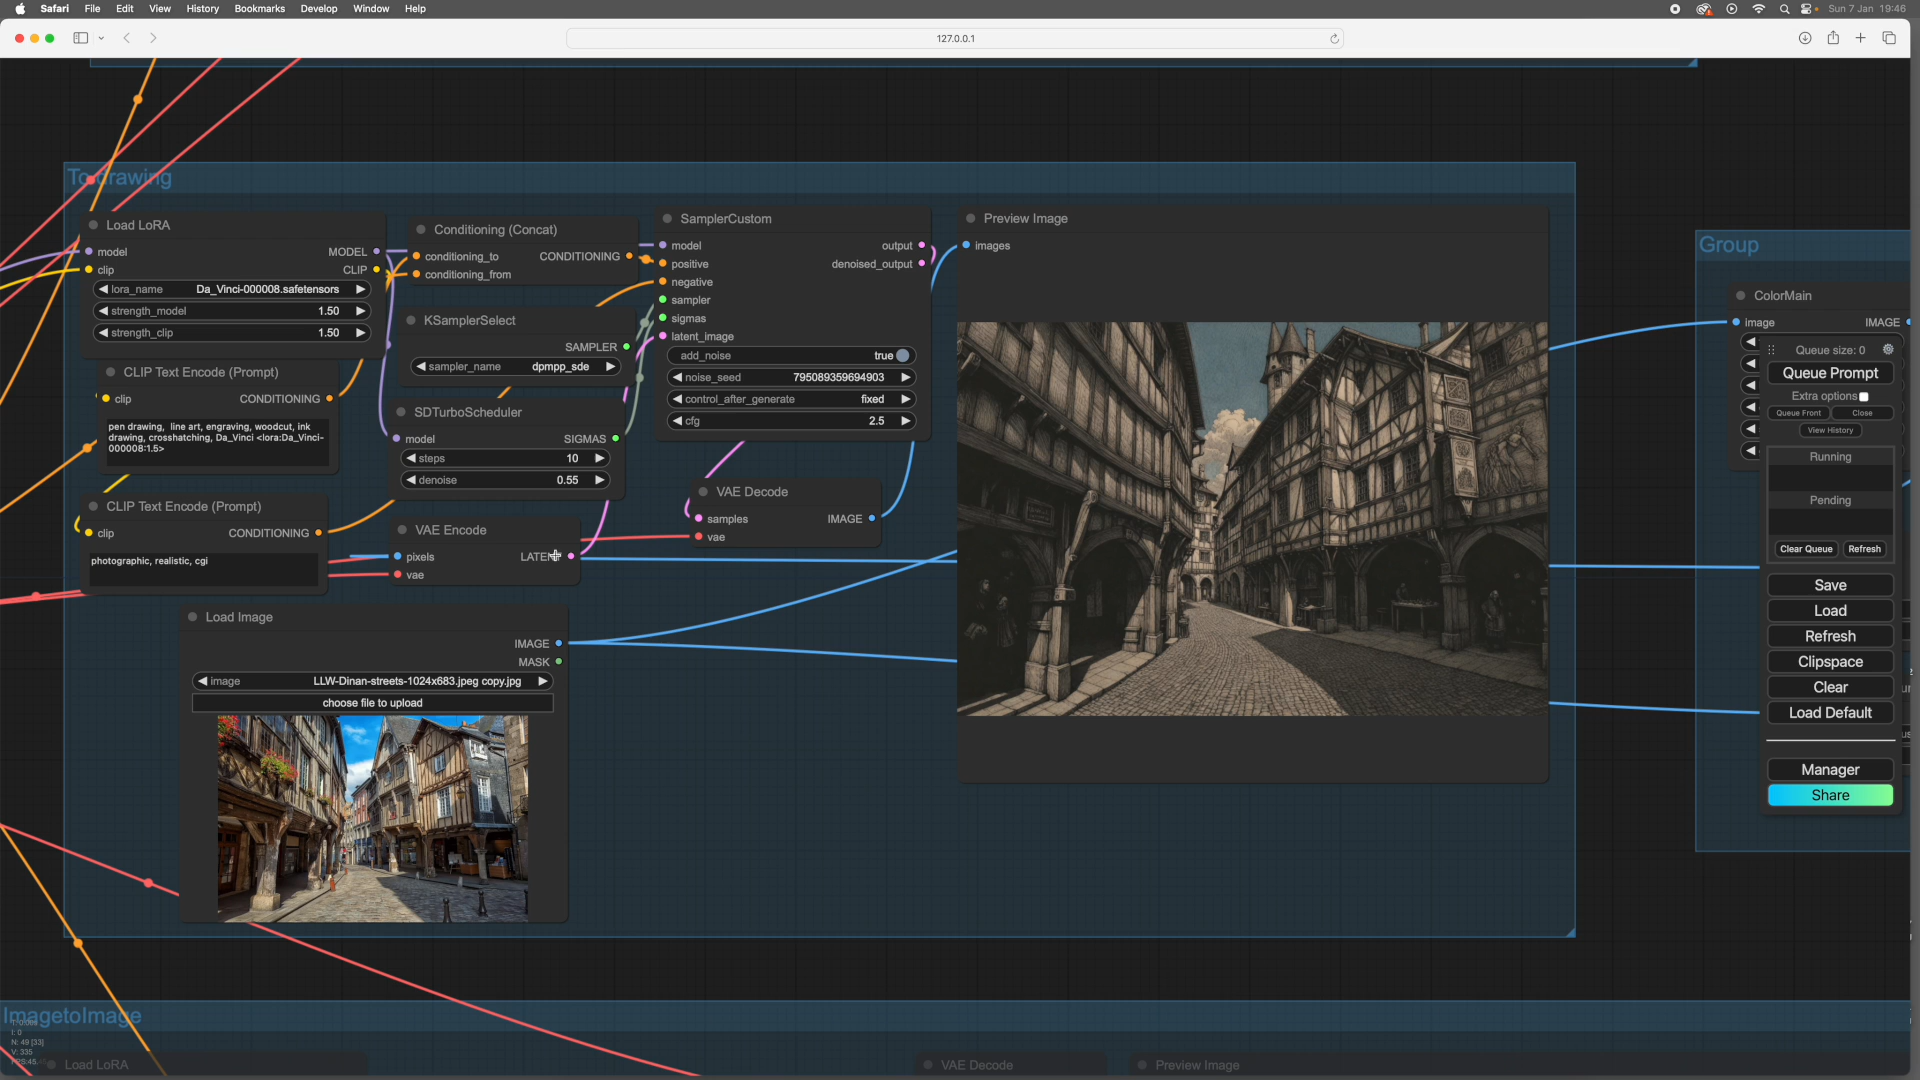 Safari File Edit View History Bookmarks Develop Window Help
Sun 7 Jan 19:46
127.0.0.1
To drawing
Load LoRA
model MODEL
clip CLIP
lora_name Da_Vinci-000008.safetensors
strength_model 1.50
strength_clip 1.50
CLIP Text Encode (Prompt)
clip CONDITIONING
pen drawing, line art, engraving, woodcut, ink
drawing, crosshatching, Da_Vinci <lora:Da_Vinci-
000008:1.5>
CLIP Text Encode (Prompt)
clip CONDITIONING
photographic, realistic, cgi
Conditioning (Concat)
conditioning_to CONDITIONING
conditioning_from
KSamplerSelect
SAMPLER
sampler_name dpmpp_sde
SDTurboScheduler
model SIGMAS
steps 10
denoise 0.55
VAE Encode
pixels
vae
SamplerCustom
model output
positive denoised_output
negative
sampler
sigmas
latent_image
add_noise true
noise_seed 795089359694903
control_after_generate fixed
cfg 2.5
VAE Decode
samples IMAGE
vae
Load Image
IMAGE
MASK
image LLW-Dinan-streets-1024x683.jpeg copy.jpg
choose file to upload
Preview Image
images
Group
ColorMain
image IMAGE
Queue size: 0
Queue Prompt
Extra options
Queue Front Close
View History
Running
Pending
Clear Queue Refresh
Save
Load
Refresh
Clipspace
Clear
Load Default
Manager
Share
ImagetoImage
I: 0
N: 49 [33]
V: 335
Load LoRA
VAE Decode
Preview Image